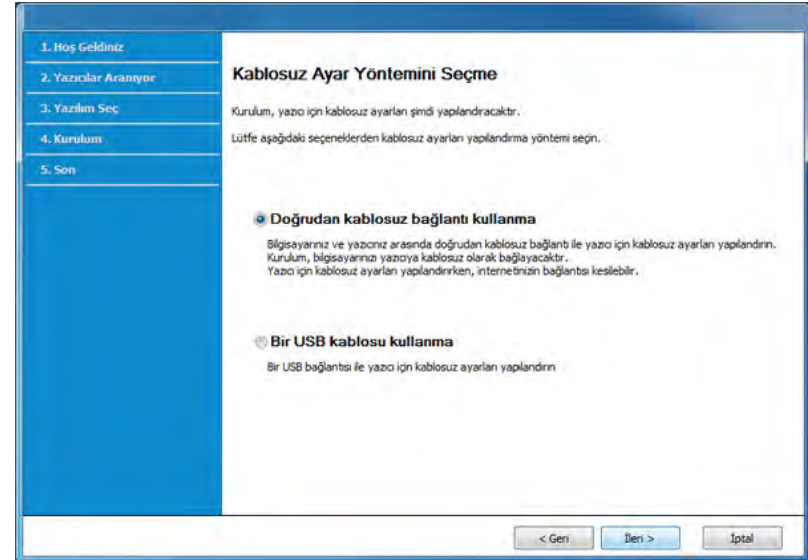 1. Hoş Geldiniz
2. Yazıcılar Aranıyor
3. Yazılım Seç
4. Kurulum
5. Son
Kablosuz Ayar Yöntemini Seçme
Kurulum, yazıcı için kablosuz ayarları şimdi yapılandıracaktır.
Lütfe aşağıdaki seçeneklerden kablosuz ayarları yapılandırma yöntemi seçin.
Doğrudan kablosuz bağlantı kullanma
Bilgisayarınız ve yazıcınız arasında doğrudan kablosuz bağlantı ile yazıcı için kablosuz ayarları yapılandırın.
Kurulum, bilgisayarınızı yazıcıya kablosuz olarak bağlayacaktır.
Yazıcı için kablosuz ayarları yapılandırırken, internetinizin bağlantısı kesilebilir.
Bir USB kablosu kullanma
Bir USB bağlantısı ile yazıcı için kablosuz ayarları yapılandırın
< Geri İleri > İptal